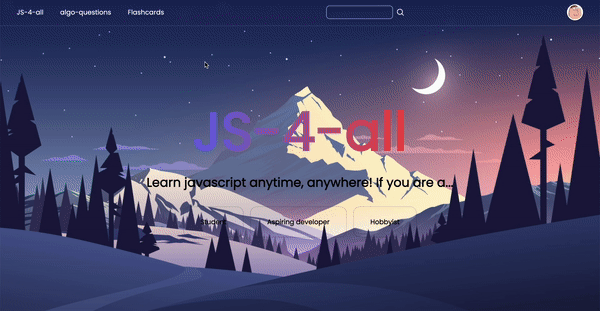 JS-4-all algo-questions Flashcards
JS-4-all
Learn javascript anytime, anywhere! If you are a...
Student Aspiring developer Hobbyist